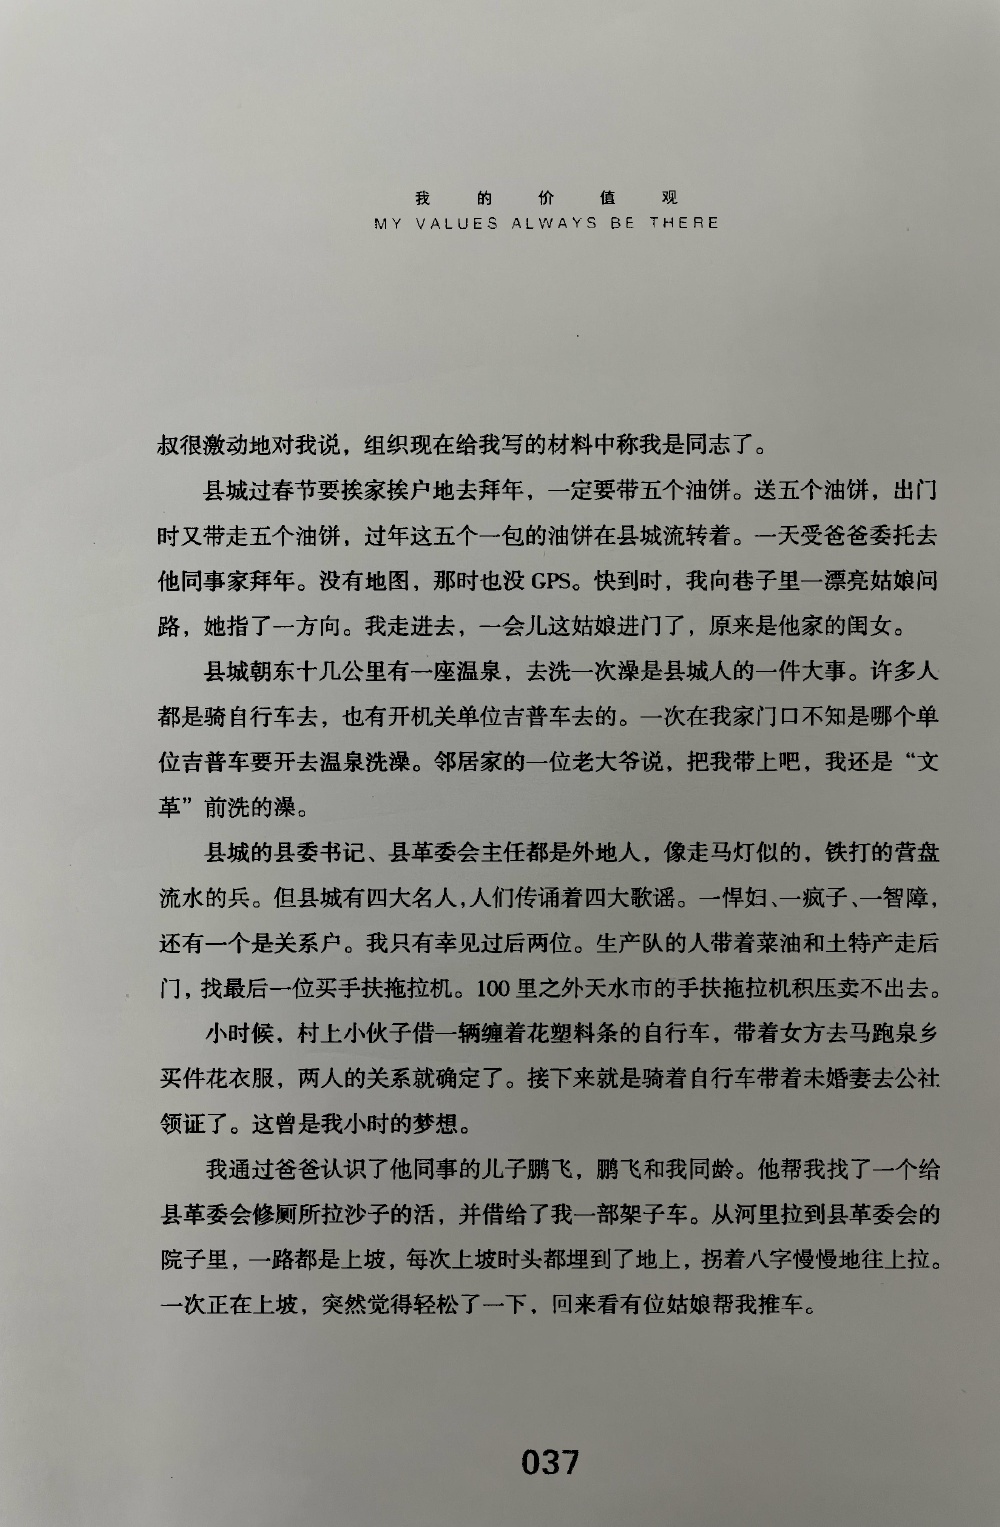 我的价值观
MY VALUES ALWAYS BE THERE
叔很激动地对我说，组织现在给我写的材料中称我是同志了。
县城过春节要挨家挨户地去拜年，一定要带五个油饼。送五个油饼，出门
时又带走五个油饼，过年这五个一包的油饼在县城流转着。一天受爸爸委托去
他同事家拜年。没有地图，那时也没 GPS。快到时，我向巷子里一漂亮姑娘问
路，她指了一方向。我走进去，一会儿这姑娘进门了，原来是他家的闺女。
县城朝东十几公里有一座温泉，去洗一次澡是县城人的一件大事。许多人
都是骑自行车去，也有开机关单位吉普车去的。一次在我家门口不知是哪个单
位吉普车要开去温泉洗澡。邻居家的一位老大爷说，把我带上吧，我还是“文
革”前洗的澡。
县城的县委书记、县革委会主任都是外地人，像走马灯似的，铁打的营盘
流水的兵。但县城有四大名人，人们传诵着四大歌谣。一悍妇、一疯子、一智障，
还有一个是关系户。我只有幸见过后两位。生产队的人带着菜油和土特产走后
门，找最后一位买手扶拖拉机。100 里之外天水市的手扶拖拉机积压卖不出去。
小时候，村上小伙子借一辆缠着花塑料条的自行车，带着女方去马跑泉乡
买件花衣服，两人的关系就确定了。接下来就是骑着自行车带着未婚妻去公社
领证了。这曾是我小时的梦想。
我通过爸爸认识了他同事的儿子鹏飞，鹏飞和我同龄。他帮我找了一个给
县革委会修厕所拉沙子的活，并借给了我一部架子车。从河里拉到县革委会的
院子里，一路都是上坡，每次上坡时头都埋到了地上，拐着八字慢慢地往上拉。
一次正在上坡，突然觉得轻松了一下，回来看有位姑娘帮我推车。
037